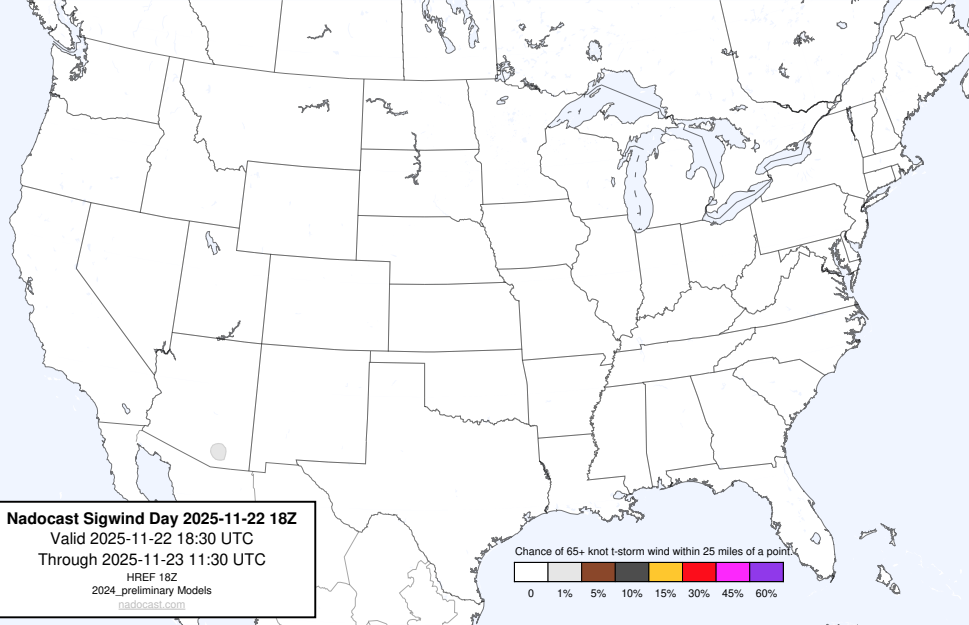 Nadocast Sigwind Day 2025-11-22 18Z
Valid 2025-11-22 18:30 UTC
Through 2025-11-23 11:30 UTC
HREF 18Z
2024_preliminary Models
nadocast.com
Chance of 65+ knot t-storm wind within 25 miles of a point.
0 1% 5% 10% 15% 30% 45% 60%